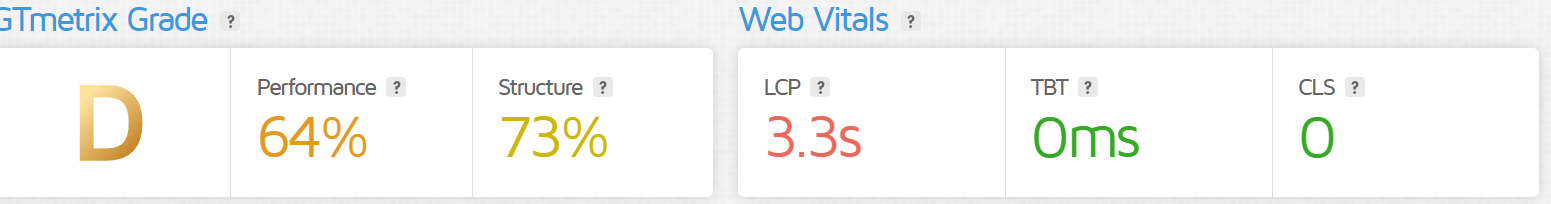 GTmetrix Grade ? Web Vitals ?
Performance ? Structure ? LCP ? TBT ? CLS ?
D 64% 73% 3.3s 0ms 0